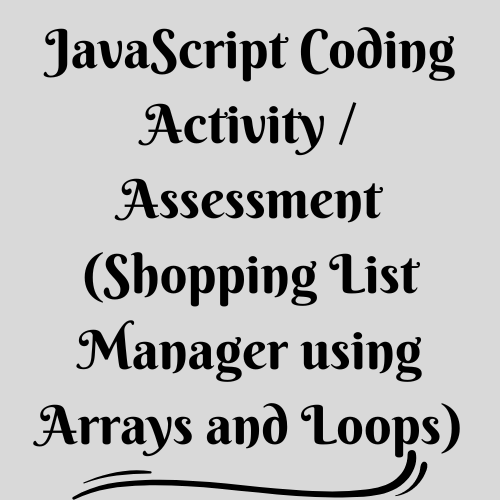 JavaScript Coding
Activity /
Assessment
(Shopping List
Manager using
Arrays and Loops)